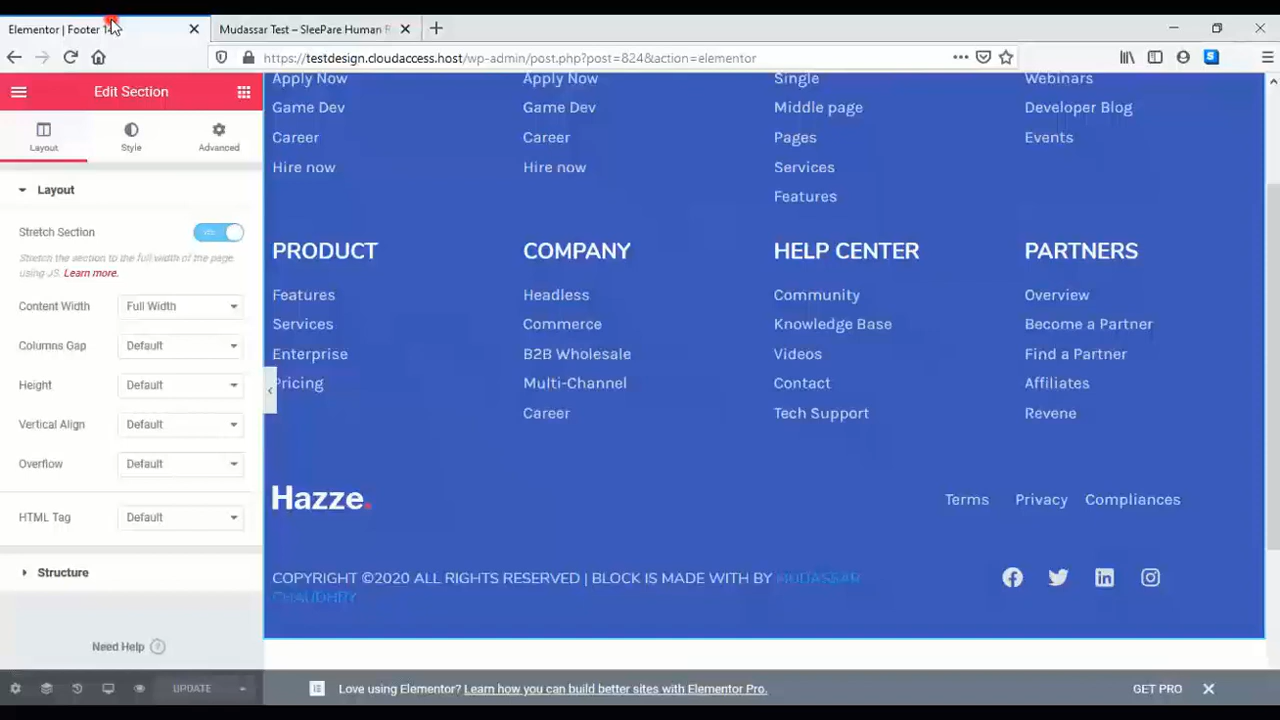 Elementor | Footer 1
Mudassar Test – SleePare Human R
https://testdesign.cloudaccess.host/wp-admin/post.php?post=824&action=elementor
Edit Section
Layout
Style
Advanced
Layout
Stretch Section
Stretch the section to the full width of the page using JS. Learn more.
Content Width
Full Width
Columns Gap
Default
Height
Default
Vertical Align
Default
Overflow
Default
HTML Tag
Default
Structure
Need Help
UPDATE
Apply Now
Game Dev
Career
Hire now
Apply Now
Game Dev
Career
Hire now
Single
Middle page
Pages
Services
Features
Webinars
Developer Blog
Events
PRODUCT
Features
Services
Enterprise
Pricing
COMPANY
Headless
Commerce
B2B Wholesale
Multi-Channel
Career
HELP CENTER
Community
Knowledge Base
Videos
Contact
Tech Support
PARTNERS
Overview
Become a Partner
Find a Partner
Affiliates
Revene
Hazze.
Terms Privacy Compliances
COPYRIGHT ©2020 ALL RIGHTS RESERVED | BLOCK IS MADE WITH BY MUDASSAR
CHAUDHRY
Love using Elementor? Learn how you can build better sites with Elementor Pro.
GET PRO